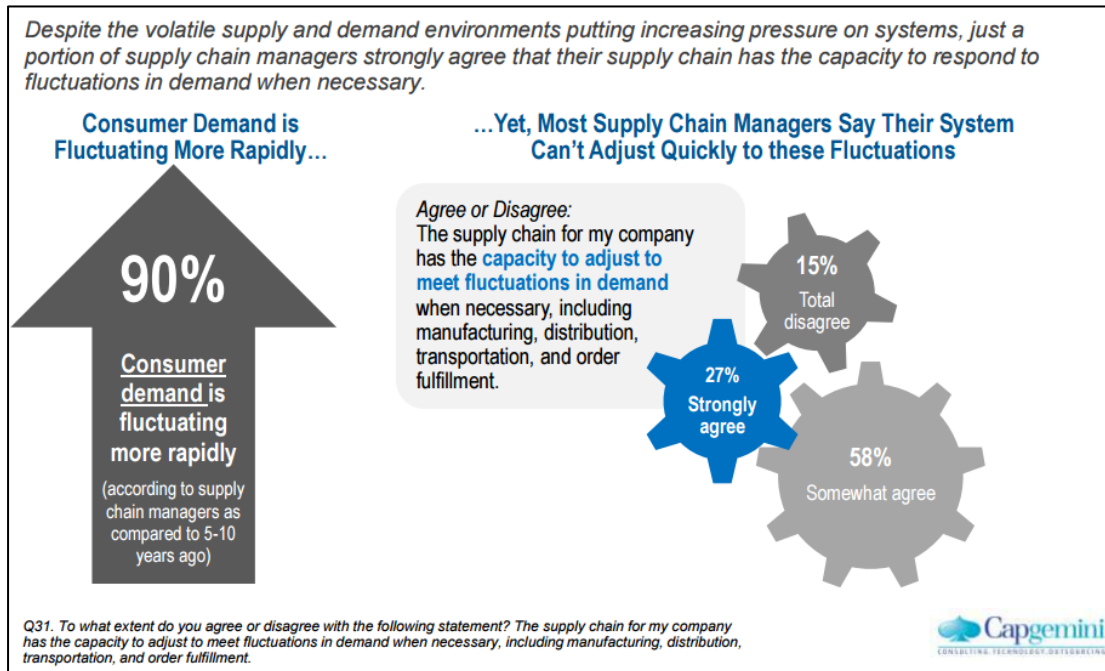 Despite the volatile supply and demand environments putting increasing pressure on systems, just a
portion of supply chain managers strongly agree that their supply chain has the capacity to respond to
fluctuations in demand when necessary.
Consumer Demand is
Fluctuating More Rapidly…
90%
Consumer
demand is
fluctuating
more rapidly
(according to supply
chain managers as
compared to 5-10
years ago)
…Yet, Most Supply Chain Managers Say Their System
Can't Adjust Quickly to these Fluctuations
Agree or Disagree:
The supply chain for my company
has the capacity to adjust to
meet fluctuations in demand
when necessary, including
manufacturing, distribution,
transportation, and order
fulfillment.
15%
Total
disagree
27%
Strongly
agree
58%
Somewhat agree
Q31. To what extent do you agree or disagree with the following statement? The supply chain for my company
has the capacity to adjust to meet fluctuations in demand when necessary, including manufacturing, distribution,
transportation, and order fulfillment.
Capgemini
CONSULTING.TECHNOLOGY.OUTSOURCING